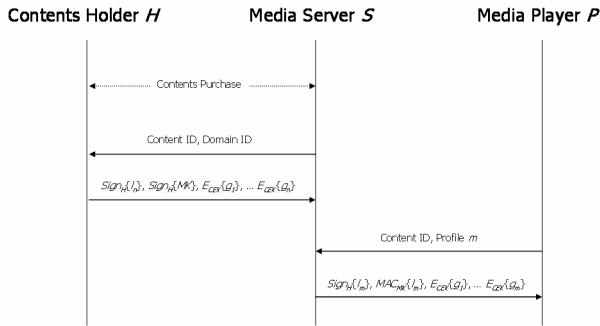 Contents Holder H Media Server S Media Player P
Contents Purchase
Content ID, Domain ID
Sign_H{l_n}, Sign_H{MK}, E_CEK{g_1}, ... E_CEK{g_n}
Content ID, Profile m
Sign_H{l_m}, MAC_MK{l_m}, E_CEK{g_1}, ... E_CEK{g_m}